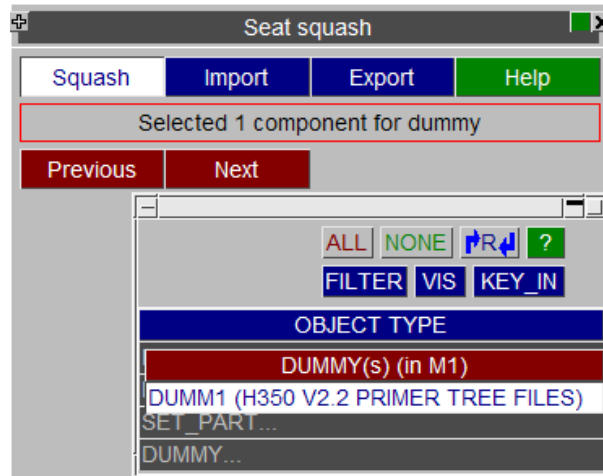 Seat squash
Squash Import Export Help
Selected 1 component for dummy
Previous Next
ALL NONE R ?
FILTER VIS KEY_IN
OBJECT TYPE
DUMMY(s) (in M1)
DUMM1 (H350 V2.2 PRIMER TREE FILES)
SET_PART...
DUMMY...